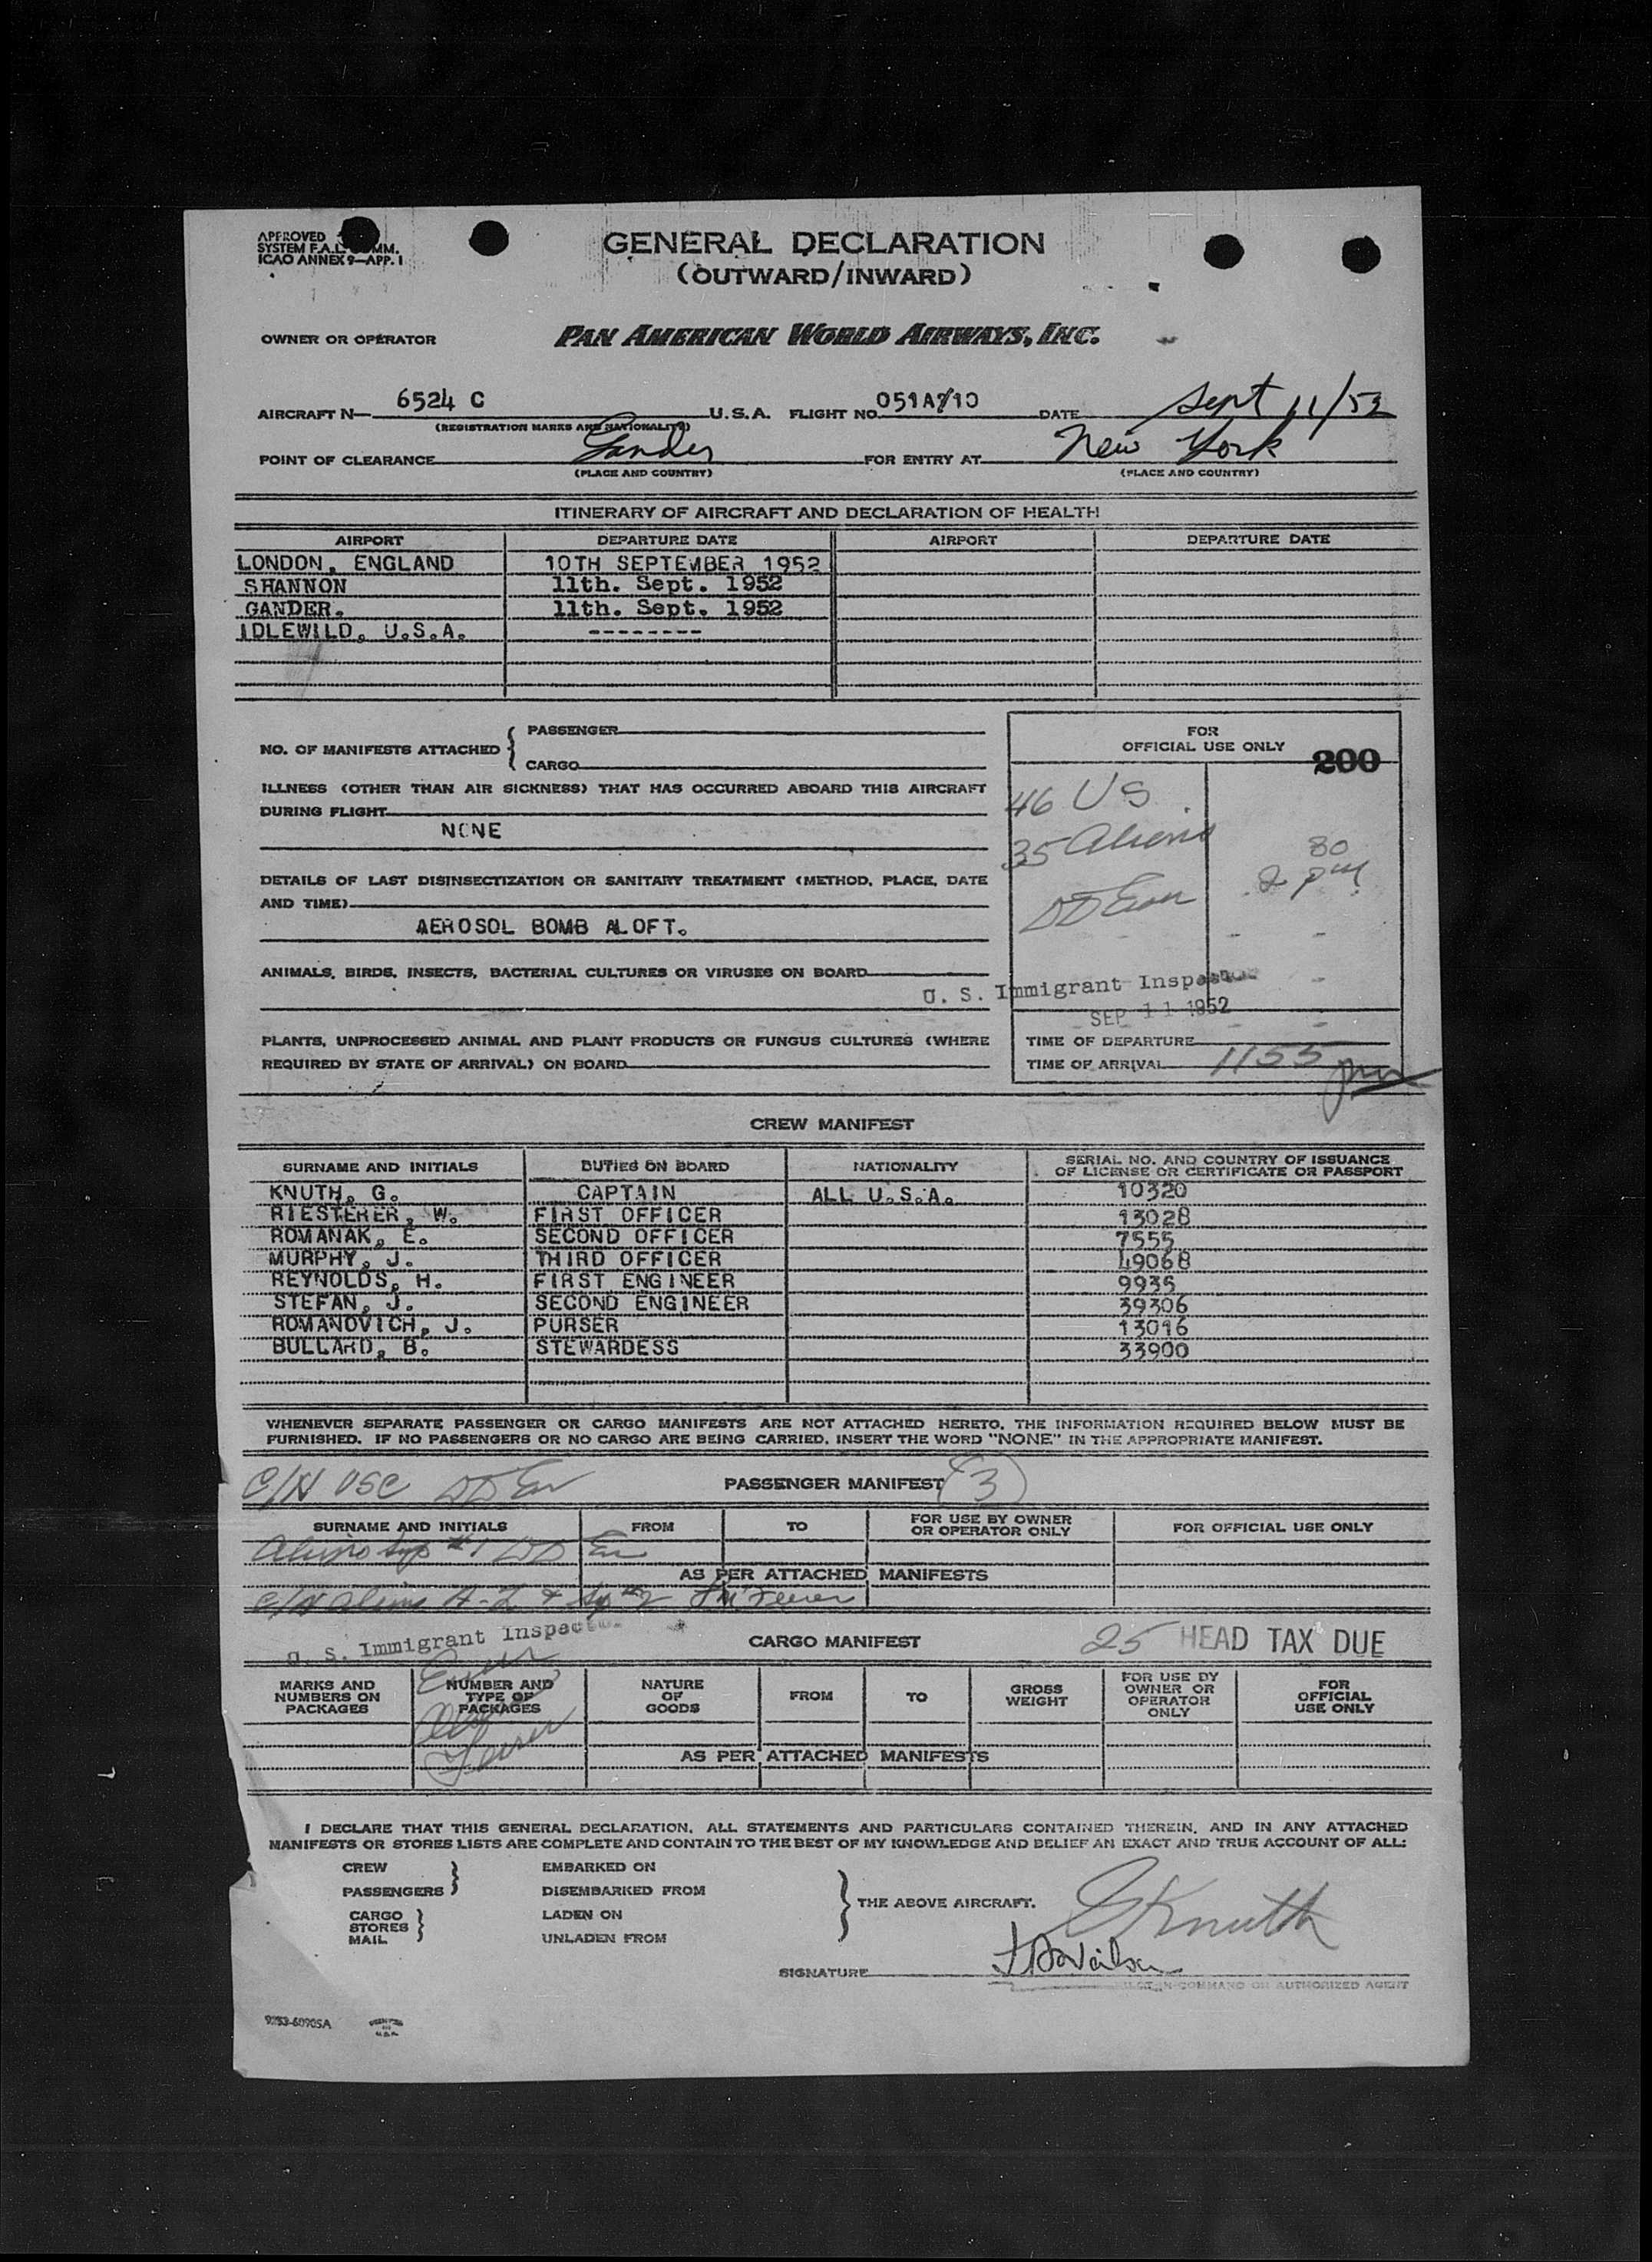 APPROVED
SYSTEM F.A.L. COMM.
ICAO ANNEX 9—APP. 1
GENERAL DECLARATION
(OUTWARD/INWARD)
OWNER OR OPERATOR PAN AMERICAN WORLD AIRWAYS, INC.
AIRCRAFT N— 6524 C U.S.A. FLIGHT NO. 051A/10 DATE Sept 11/52
(REGISTRATION MARKS AND NATIONALITY)
POINT OF CLEARANCE Gander FOR ENTRY AT New York
(PLACE AND COUNTRY) (PLACE AND COUNTRY)
ITINERARY OF AIRCRAFT AND DECLARATION OF HEALTH
AIRPORT DEPARTURE DATE AIRPORT DEPARTURE DATE
LONDON, ENGLAND 10TH SEPTEMBER 1952
SHANNON 11th. Sept. 1952
GANDER. 11th. Sept. 1952
IDLEWILD, U.S.A. --------
NO. OF MANIFESTS ATTACHED { PASSENGER
CARGO
FOR
OFFICIAL USE ONLY
200
ILLNESS (OTHER THAN AIR SICKNESS) THAT HAS OCCURRED ABOARD THIS AIRCRAFT
DURING FLIGHT
NONE
46 US
35 Aliens
80
2 pm
DETAILS OF LAST DISINSECTIZATION OR SANITARY TREATMENT (METHOD, PLACE, DATE
AND TIME)
AEROSOL BOMB ALOFT.
ANIMALS, BIRDS, INSECTS, BACTERIAL CULTURES OR VIRUSES ON BOARD
U. S. Immigrant Inspector
SEP 11 1952
PLANTS, UNPROCESSED ANIMAL AND PLANT PRODUCTS OR FUNGUS CULTURES (WHERE
REQUIRED BY STATE OF ARRIVAL) ON BOARD
TIME OF DEPARTURE
TIME OF ARRIVAL 1155
CREW MANIFEST
SURNAME AND INITIALS DUTIES ON BOARD NATIONALITY SERIAL NO. AND COUNTRY OF ISSUANCE
OF LICENSE OR CERTIFICATE OR PASSPORT
KNUTH, G. CAPTAIN ALL U.S.A. 10320
RIESTERER, W. FIRST OFFICER 13028
ROMANAK, E. SECOND OFFICER 7555
MURPHY, J. THIRD OFFICER 49068
REYNOLDS, H. FIRST ENGINEER 9935
STEFAN, J. SECOND ENGINEER 39306
ROMANOVICH, J. PURSER 13016
BULLARD, B. STEWARDESS 33900
WHENEVER SEPARATE PASSENGER OR CARGO MANIFESTS ARE NOT ATTACHED HERETO, THE INFORMATION REQUIRED BELOW MUST BE
FURNISHED. IF NO PASSENGERS OR NO CARGO ARE BEING CARRIED, INSERT THE WORD "NONE" IN THE APPROPRIATE MANIFEST.
C/N USC
PASSENGER MANIFEST (3)
SURNAME AND INITIALS FROM TO FOR USE BY OWNER
OR OPERATOR ONLY FOR OFFICIAL USE ONLY
AS PER ATTACHED MANIFESTS
U. S. Immigrant Inspector
CARGO MANIFEST
25 HEAD TAX DUE
MARKS AND
NUMBERS ON
PACKAGES
NUMBER AND
TYPE OF
PACKAGES
NATURE
OF
GOODS
FROM
TO
GROSS
WEIGHT
FOR USE BY
OWNER OR
OPERATOR
ONLY
FOR
OFFICIAL
USE ONLY
AS PER ATTACHED MANIFESTS
I DECLARE THAT THIS GENERAL DECLARATION, ALL STATEMENTS AND PARTICULARS CONTAINED THEREIN, AND IN ANY ATTACHED
MANIFESTS OR STORES LISTS ARE COMPLETE AND CONTAIN TO THE BEST OF MY KNOWLEDGE AND BELIEF AN EXACT AND TRUE ACCOUNT OF ALL:
CREW
PASSENGERS }
CARGO
STORES
MAIL }
EMBARKED ON
DISEMBARKED FROM
LADEN ON
UNLADEN FROM
} THE ABOVE AIRCRAFT.
G Knuth
SIGNATURE
IN COMMAND OR AUTHORIZED AGENT
PRINTED
IN
U.S.A.